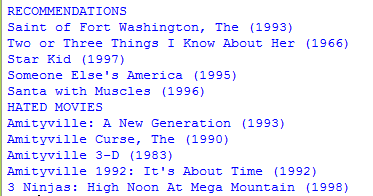 RECOMMENDATIONS
Saint of Fort Washington, The (1993)
Two or Three Things I Know About Her (1966)
Star Kid (1997)
Someone Else's America (1995)
Santa with Muscles (1996)
HATED MOVIES
Amityville: A New Generation (1993)
Amityville Curse, The (1990)
Amityville 3-D (1983)
Amityville 1992: It's About Time (1992)
3 Ninjas: High Noon At Mega Mountain (1998)